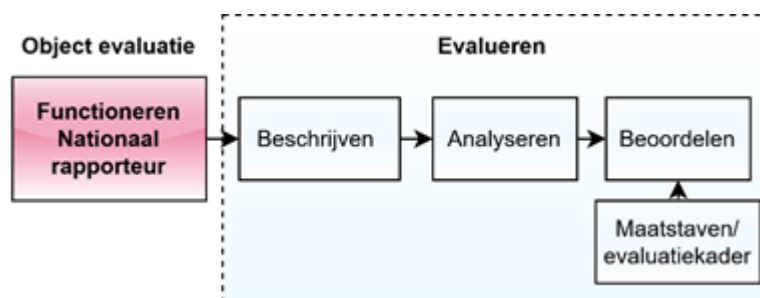 Object evaluatie
Evalueren
Functioneren
Nationaal
rapporteur
Beschrijven
Analyseren
Beoordelen
Maatstaven/
evaluatiekader